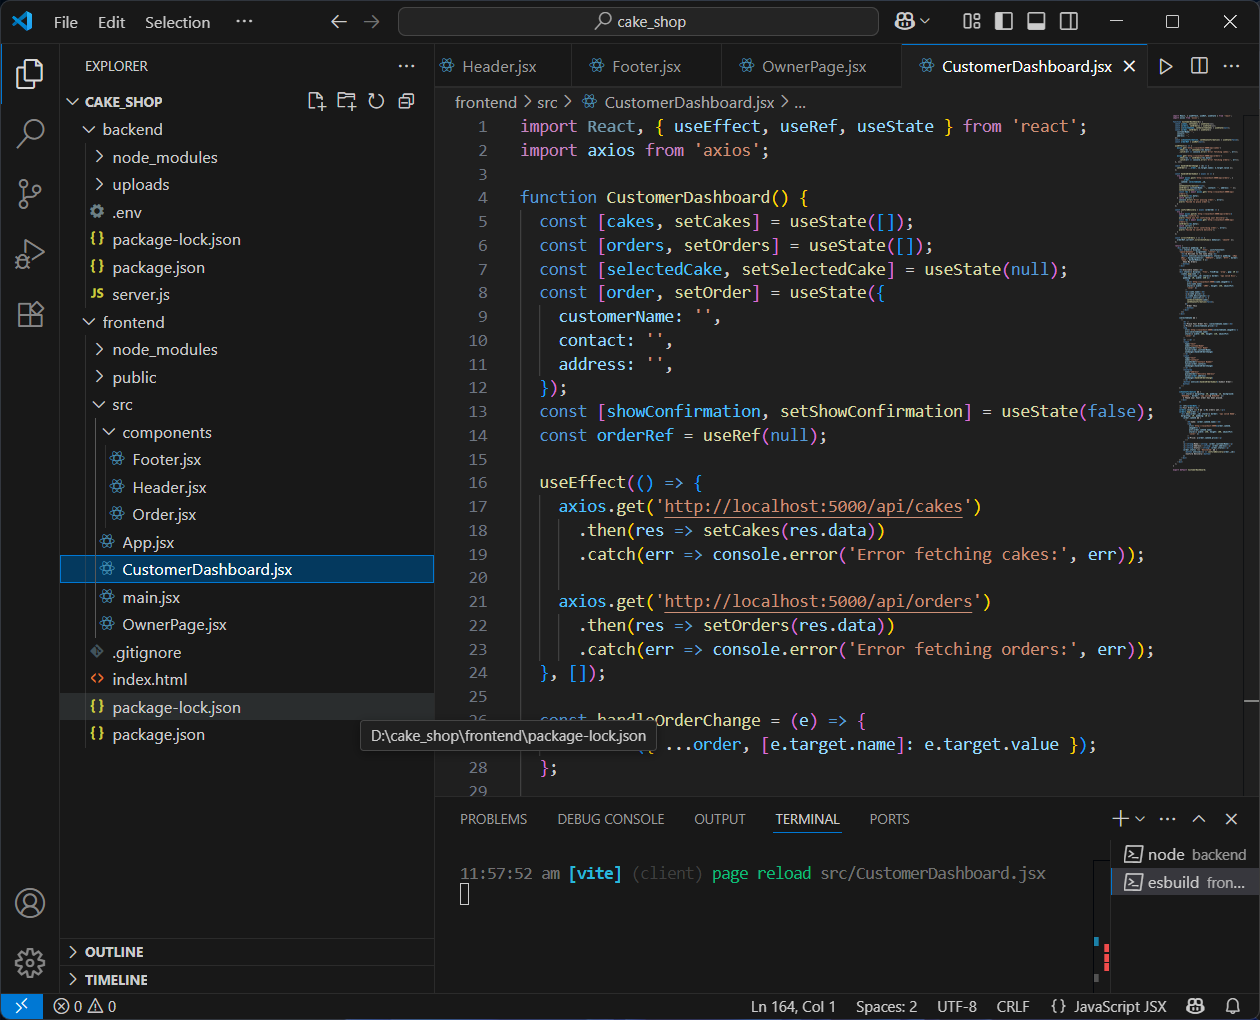 File Edit Selection ··· cake_shop
EXPLORER ···
CAKE_SHOP
backend
node_modules
uploads
.env
package-lock.json
package.json
JS server.js
frontend
node_modules
public
src
components
Footer.jsx
Header.jsx
Order.jsx
App.jsx
CustomerDashboard.jsx
main.jsx
OwnerPage.jsx
.gitignore
index.html
package-lock.json
package.json
OUTLINE
TIMELINE
Header.jsx Footer.jsx OwnerPage.jsx CustomerDashboard.jsx
frontend > src > CustomerDashboard.jsx > ...
1 import React, { useEffect, useRef, useState } from 'react';
2 import axios from 'axios';
3
4 function CustomerDashboard() {
5 const [cakes, setCakes] = useState([]);
6 const [orders, setOrders] = useState([]);
7 const [selectedCake, setSelectedCake] = useState(null);
8 const [order, setOrder] = useState({
9 customerName: '',
10 contact: '',
11 address: '',
12 });
13 const [showConfirmation, setShowConfirmation] = useState(false);
14 const orderRef = useRef(null);
15
16 useEffect(() => {
17 axios.get('http://localhost:5000/api/cakes')
18 .then(res => setCakes(res.data))
19 .catch(err => console.error('Error fetching cakes:', err));
20
21 axios.get('http://localhost:5000/api/orders')
22 .then(res => setOrders(res.data))
23 .catch(err => console.error('Error fetching orders:', err));
24 }, []);
25
26 const handleOrderChange = (e) => {
D:\cake_shop\frontend\package-lock.json
{ ...order, [e.target.name]: e.target.value });
28 };
29
PROBLEMS DEBUG CONSOLE OUTPUT TERMINAL PORTS
11:57:52 am [vite] (client) page reload src/CustomerDashboard.jsx
node backend
esbuild fron...
0 0 Ln 164, Col 1 Spaces: 2 UTF-8 CRLF {} JavaScript JSX